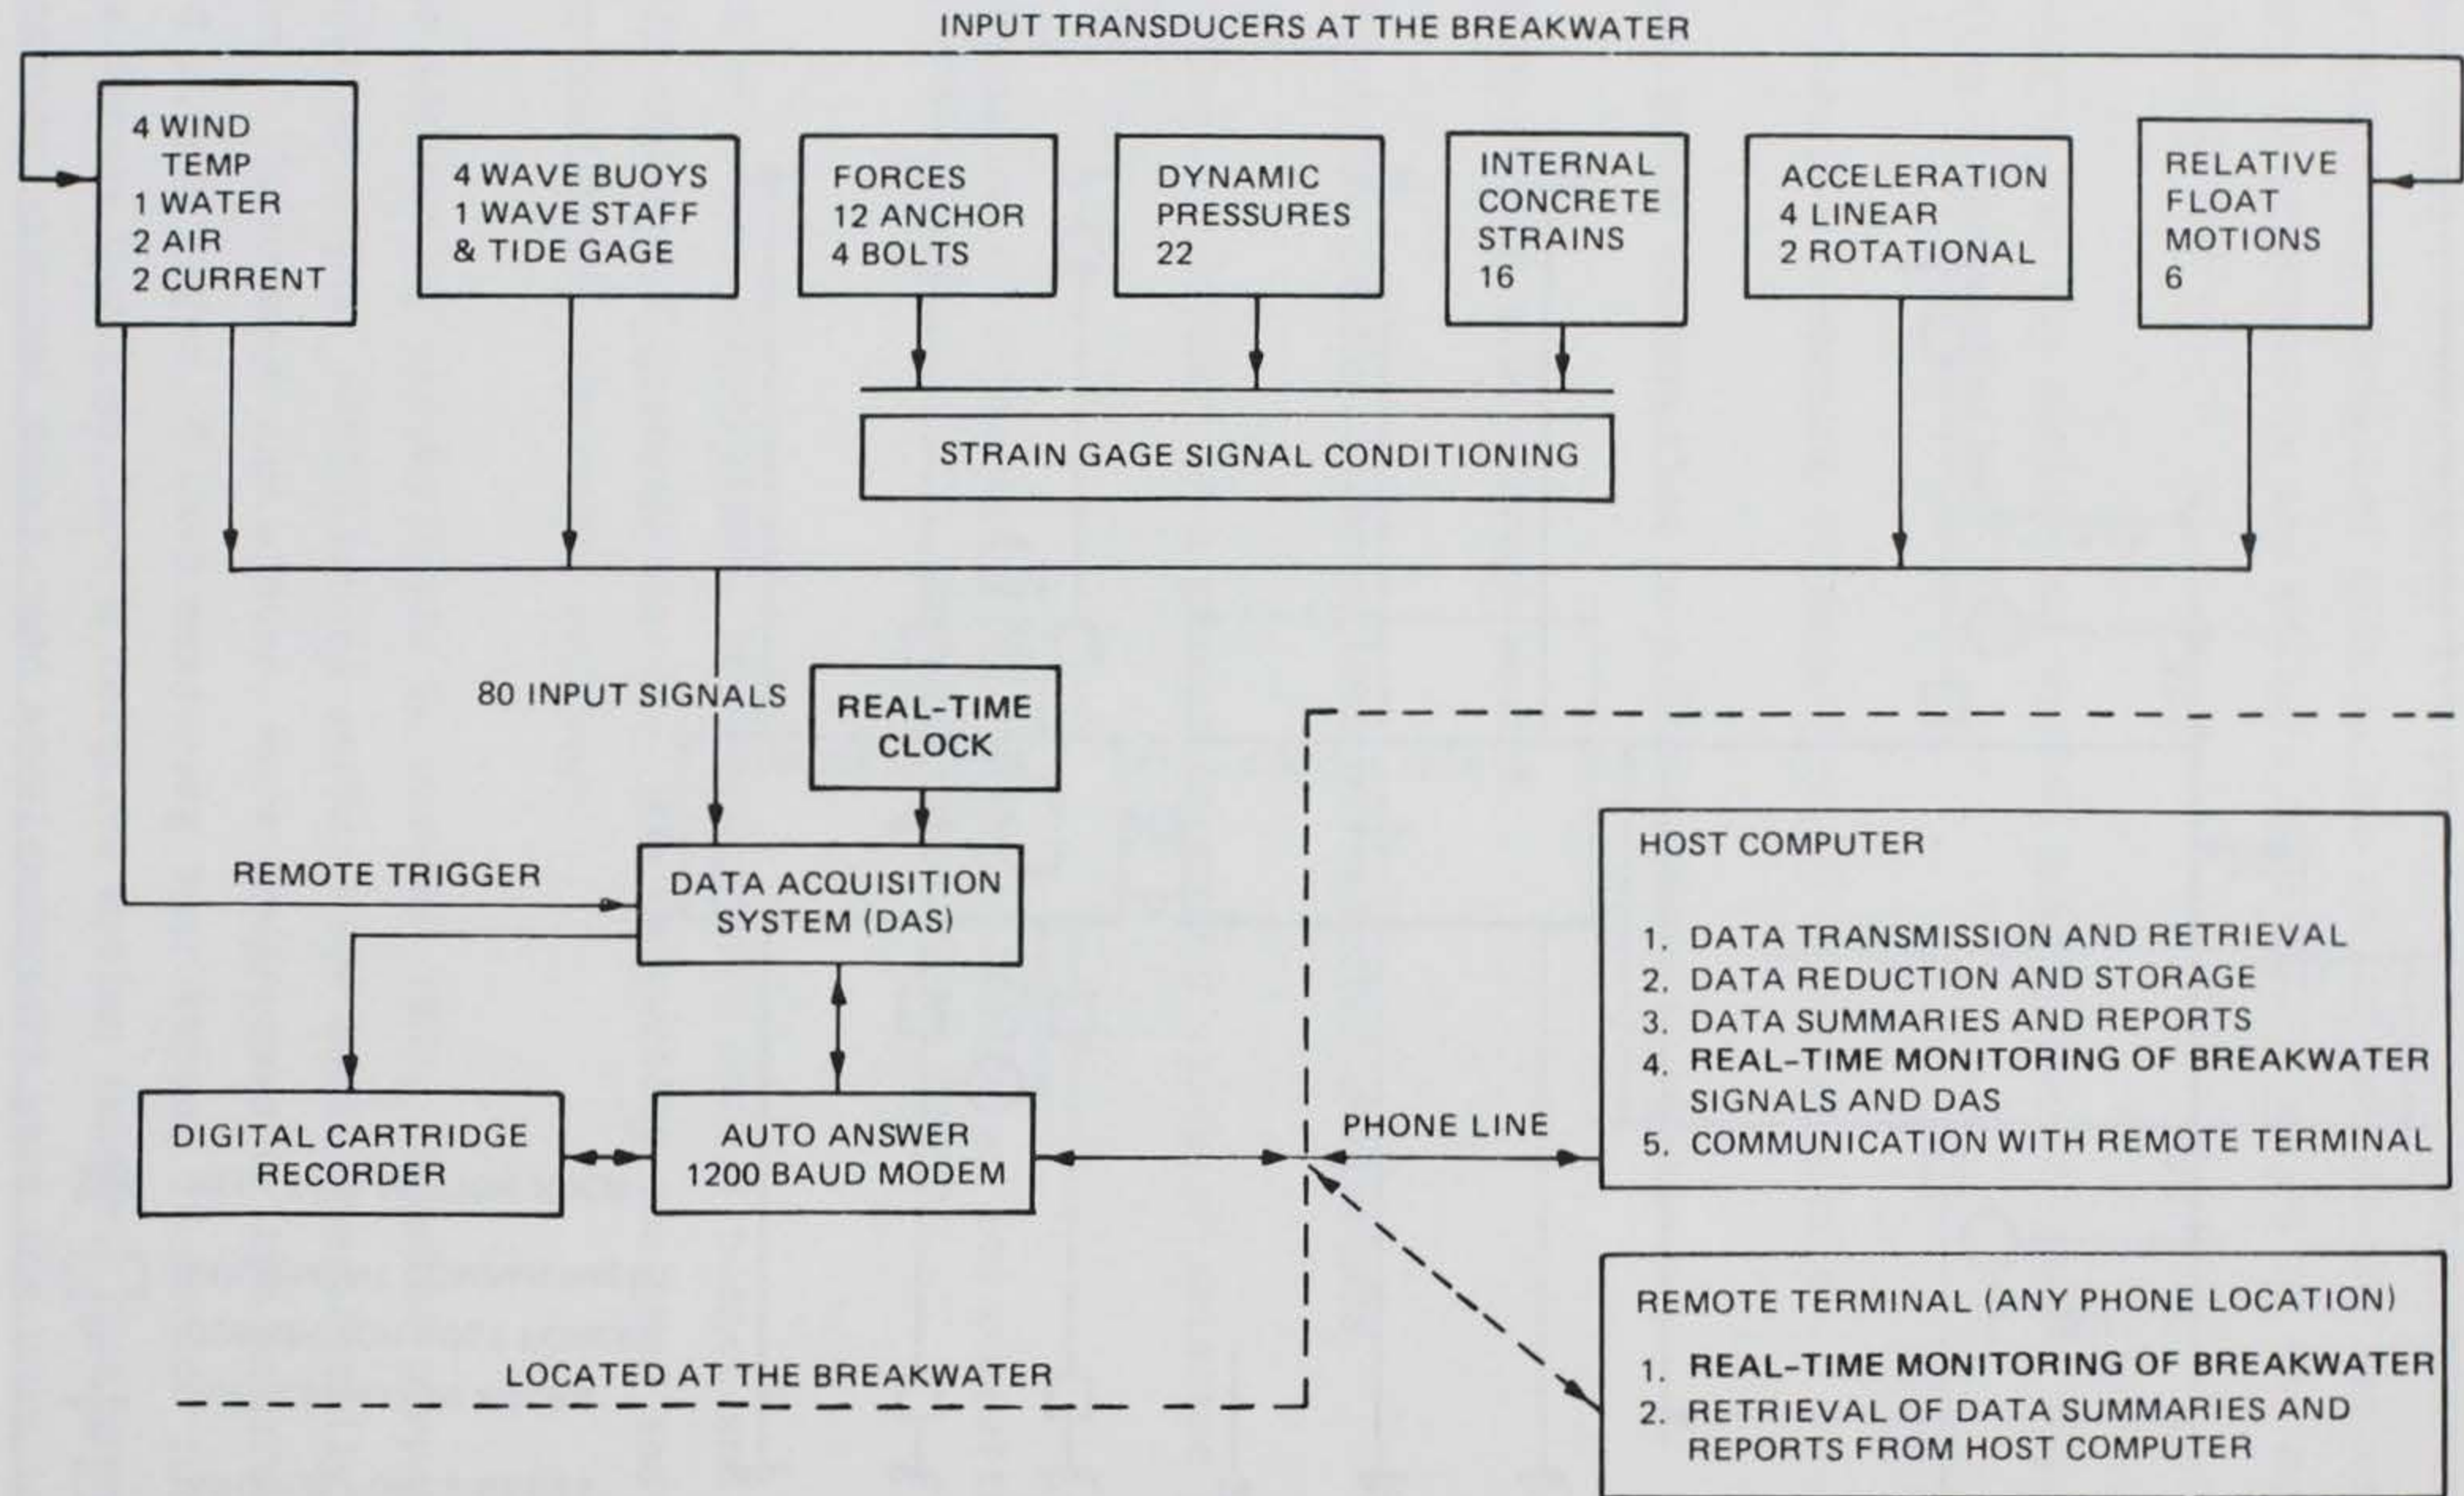 INPUT TRANSDUCERS AT THE BREAKWATER
4 WIND
TEMP
1 WATER
2 AIR
2 CURRENT
4 WAVE BUOYS
1 WAVE STAFF
& TIDE GAGE
FORCES
12 ANCHOR
4 BOLTS
DYNAMIC
PRESSURES
22
INTERNAL
CONCRETE
STRAINS
16
ACCELERATION
4 LINEAR
2 ROTATIONAL
RELATIVE
FLOAT
MOTIONS
6
STRAIN GAGE SIGNAL CONDITIONING
80 INPUT SIGNALS
REAL-TIME
CLOCK
REMOTE TRIGGER
DATA ACQUISITION
SYSTEM (DAS)
DIGITAL CARTRIDGE
RECORDER
AUTO ANSWER
1200 BAUD MODEM
PHONE LINE
HOST COMPUTER
1. DATA TRANSMISSION AND RETRIEVAL
2. DATA REDUCTION AND STORAGE
3. DATA SUMMARIES AND REPORTS
4. REAL-TIME MONITORING OF BREAKWATER
SIGNALS AND DAS
5. COMMUNICATION WITH REMOTE TERMINAL
LOCATED AT THE BREAKWATER
REMOTE TERMINAL (ANY PHONE LOCATION)
1. REAL-TIME MONITORING OF BREAKWATER
2. RETRIEVAL OF DATA SUMMARIES AND
REPORTS FROM HOST COMPUTER